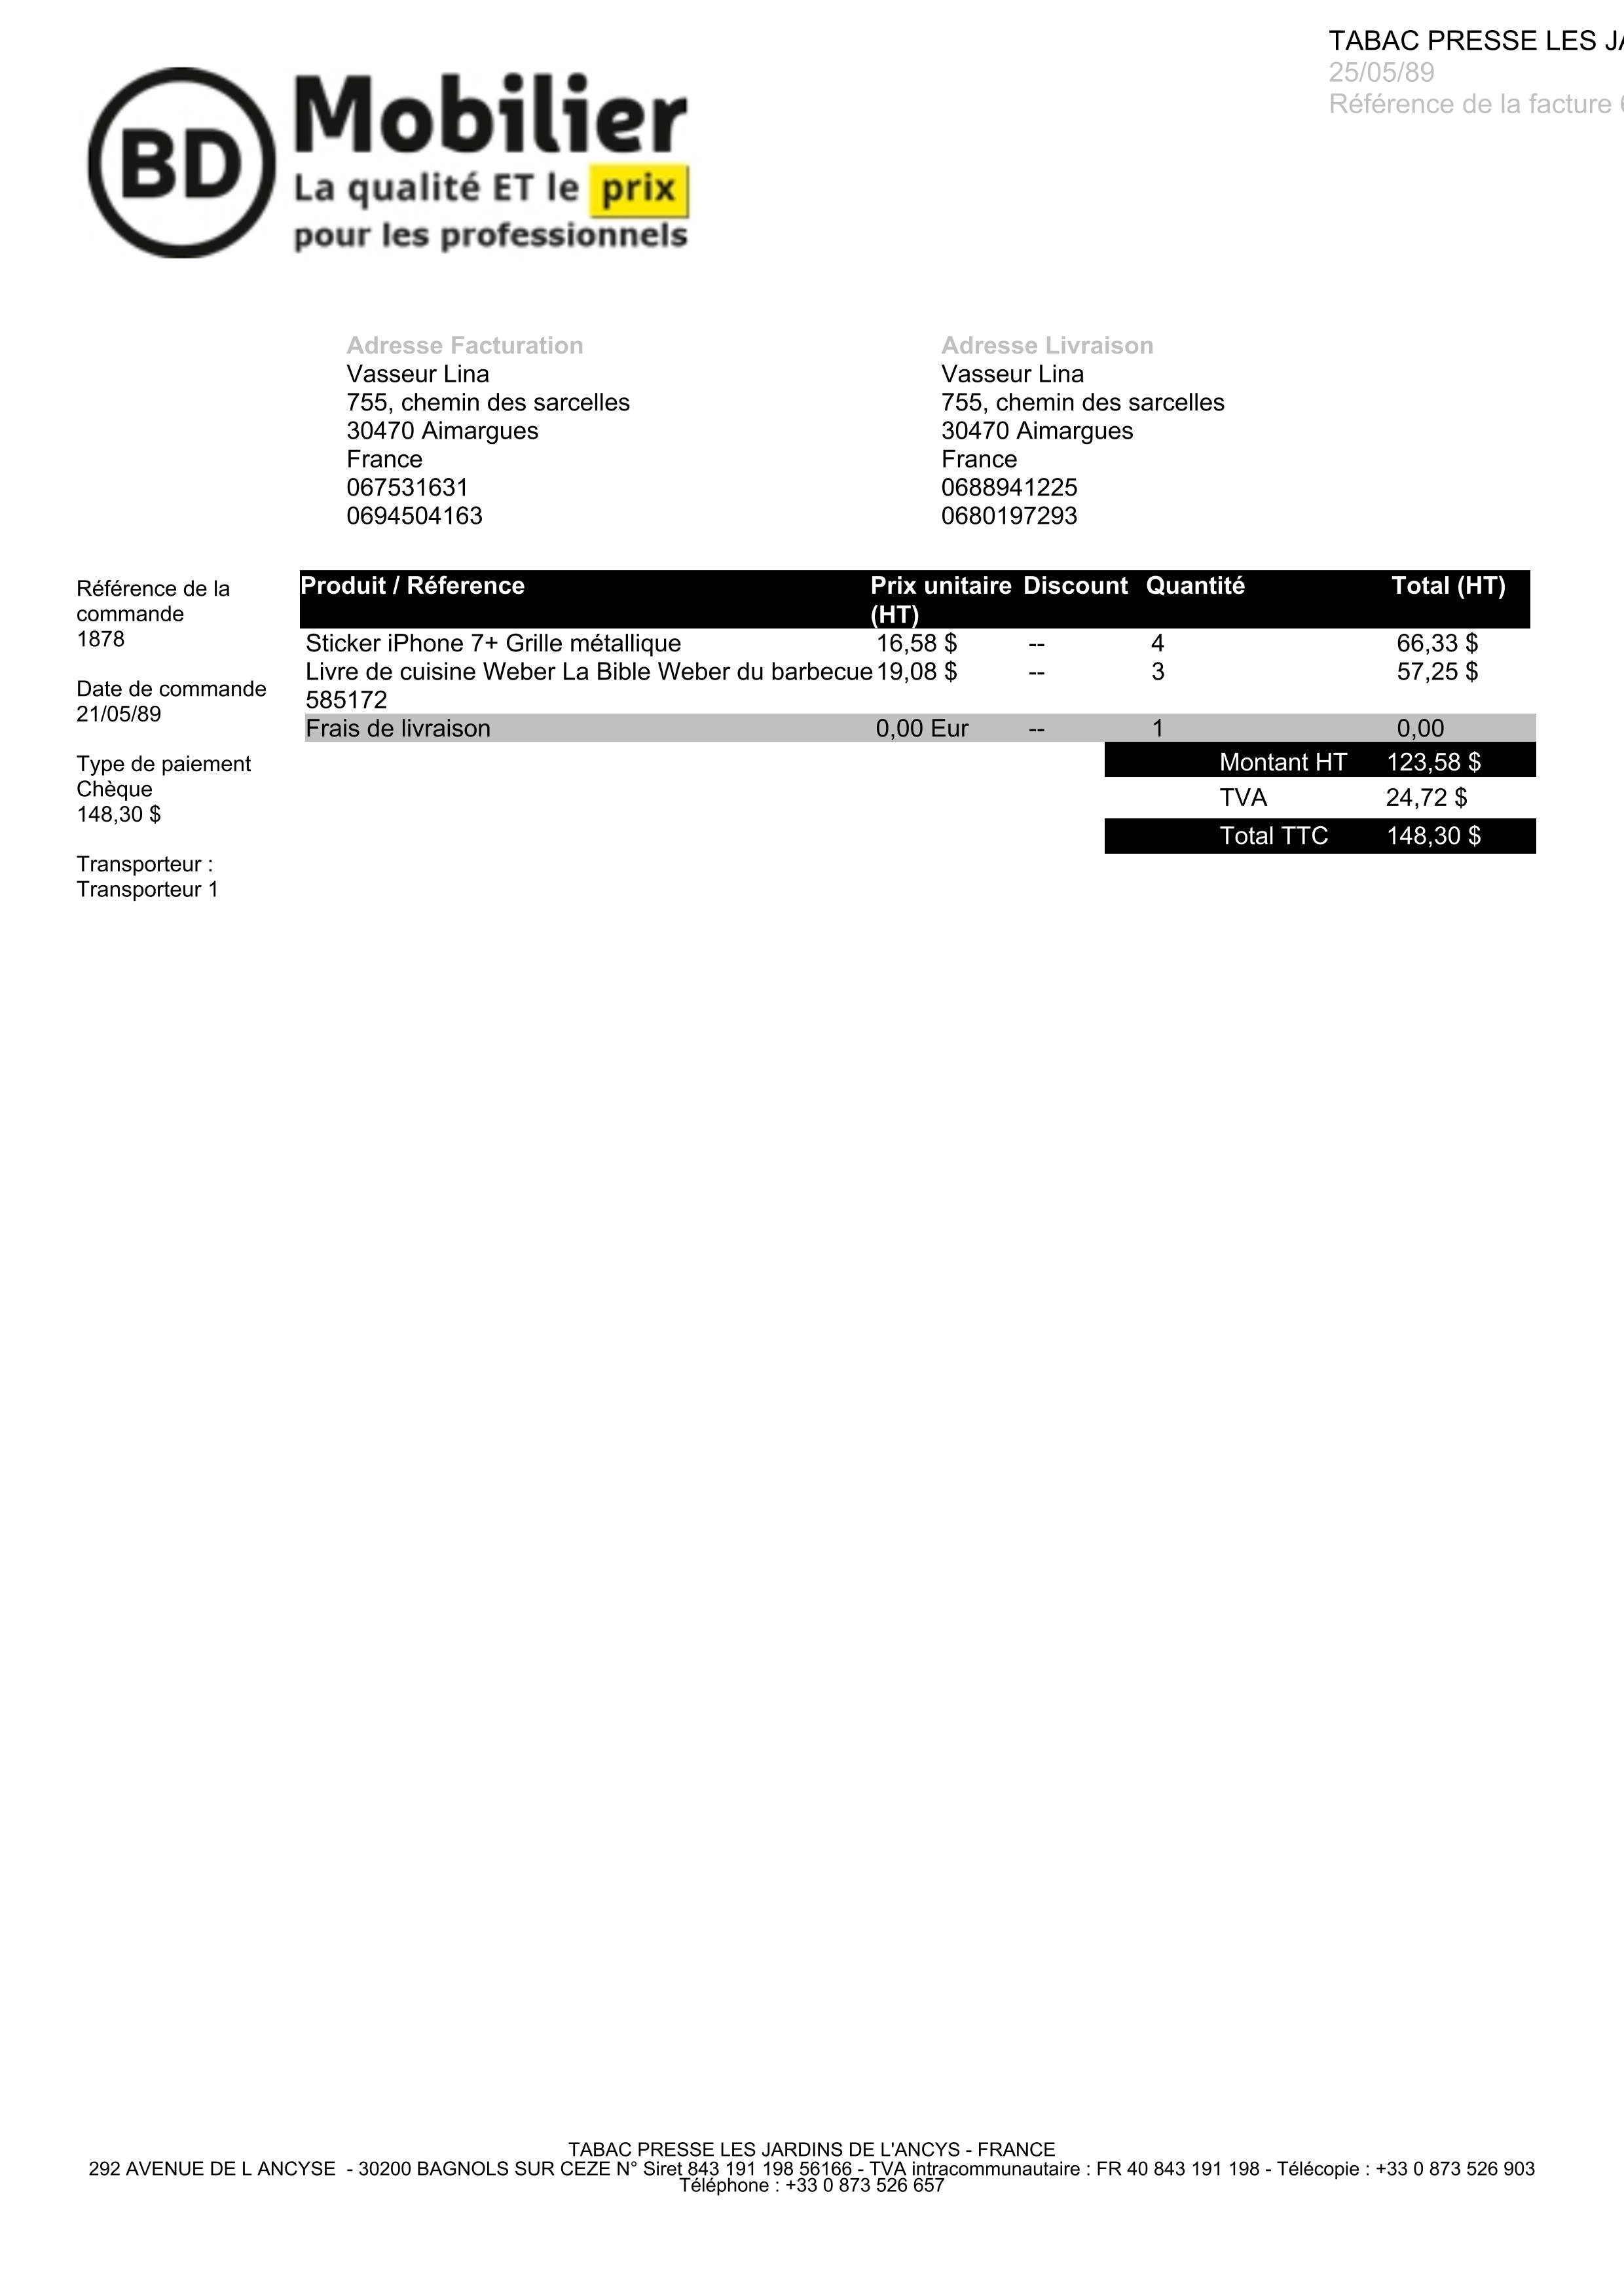 TABAC PRESSE LES
25/05/89
Référence de la facture
BD
Mobilier
La qualité ET le prix
pour les professionnels
Adresse Facturation
Vasseur Lina
755, chemin des sarcelles
30470 Aimargues
France
067531631
0694504163
Adresse Livraison
Vasseur Lina
755, chemin des sarcelles
30470 Aimargues
France
0688941225
0680197293
Référence de la
commande
1878
Date de commande
21/05/89
Type de paiement
Chèque
148,30 $
Transporteur :
Transporteur 1
Produit / Réference Prix unitaire (HT) Discount Quantité Total (HT)
Sticker iPhone 7+ Grille métallique 16,58 $ -- 4 66,33 $
Livre de cuisine Weber La Bible Weber du barbecue 19,08 $ -- 3 57,25 $
585172
Frais de livraison 0,00 Eur -- 1 0,00
Montant HT 123,58 $
TVA 24,72 $
Total TTC 148,30 $
TABAC PRESSE LES JARDINS DE L'ANCYS - FRANCE
292 AVENUE DE L ANCYSE - 30200 BAGNOLS SUR CEZE N° Siret 843 191 198 56166 - TVA intracommunautaire : FR 40 843 191 198 - Télécopie : +33 0 873 526 903
Téléphone : +33 0 873 526 657